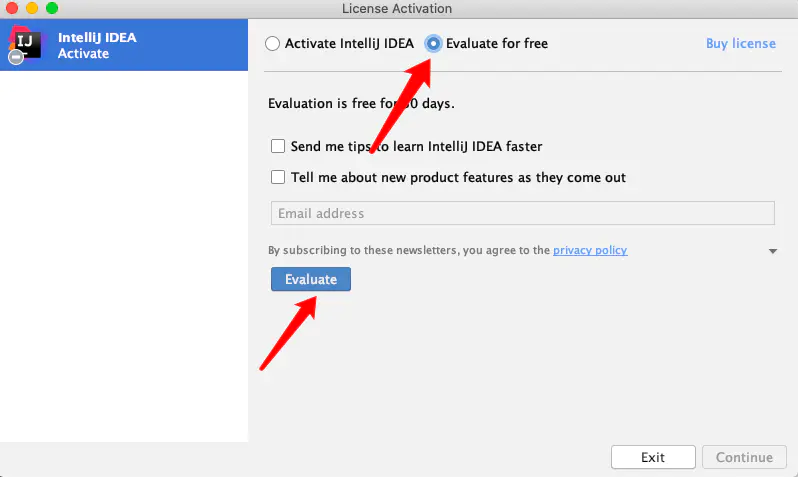 License Activation
IJ
IntelliJ IDEA
Activate
Activate IntelliJ IDEA
Evaluate for free
Buy license
Evaluation is free for 0 days.
Send me tips to learn IntelliJ IDEA faster
Tell me about new product features as they come out
Email address
By subscribing to these newsletters, you agree to the privacy policy
Evaluate
Exit
Continue